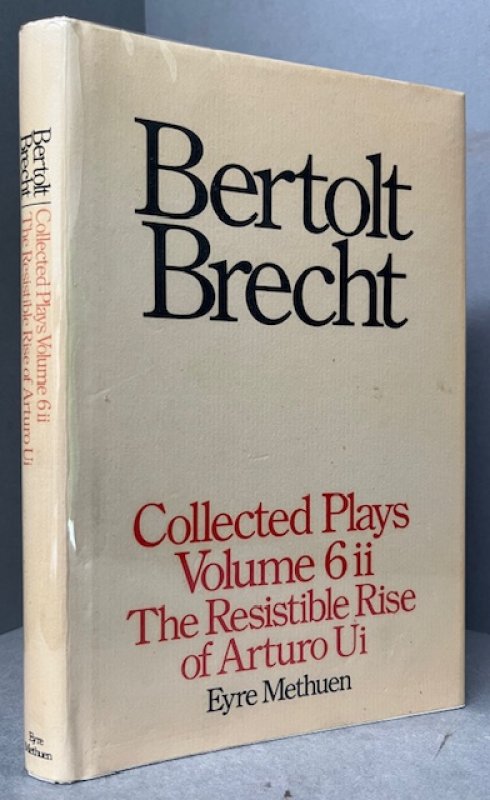 Bertolt
Brecht
Collected Plays
Volume 6 ii
The Resistible Rise
of Arturo Ui
Eyre Methuen
Bertolt
Brecht
Collected Plays Volume 6 ii
The Resistible Rise of Arturo Ui
Eyre
Methuen